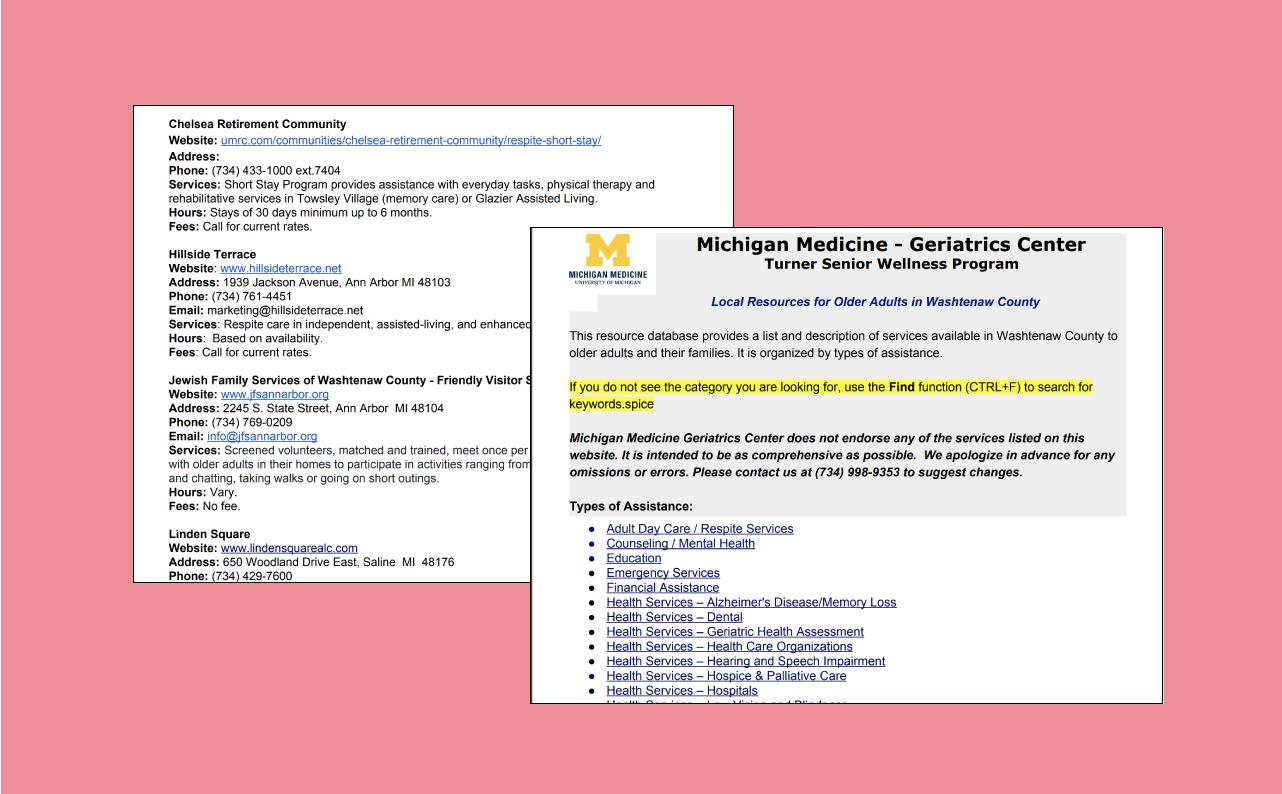 Chelsea Retirement Community
Website: umrc.com/communities/chelsea-retirement-community/respite-short-stay/
Address:
Phone: (734) 433-1000 ext.7404
Services: Short Stay Program provides assistance with everyday tasks, physical therapy and
rehabilitative services in Towsley Village (memory care) or Glazier Assisted Living.
Hours: Stays of 30 days minimum up to 6 months.
Fees: Call for current rates.
Hillside Terrace
Website: www.hillsideterrace.net
Address: 1939 Jackson Avenue, Ann Arbor MI 48103
Phone: (734) 761-4451
Email: marketing@hillsideterrace.net
Services: Respite care in independent, assisted-living, and enhanced
Hours: Based on availability.
Fees: Call for current rates.
Jewish Family Services of Washtenaw County - Friendly Visitor
Website: www.jfsannarbor.org
Address: 2245 S. State Street, Ann Arbor MI 48104
Phone: (734) 769-0209
Email: info@jfsannarbor.org
Services: Screened volunteers, matched and trained, meet once per
with older adults in their homes to participate in activities ranging from
and chatting, taking walks or going on short outings.
Hours: Vary.
Fees: No fee.
Linden Square
Website: www.lindensquarealc.com
Address: 650 Woodland Drive East, Saline MI 48176
Phone: (734) 429-7600
M
MICHIGAN MEDICINE
UNIVERSITY OF MICHIGAN
Michigan Medicine - Geriatrics Center
Turner Senior Wellness Program
Local Resources for Older Adults in Washtenaw County
This resource database provides a list and description of services available in Washtenaw County to
older adults and their families. It is organized by types of assistance.
If you do not see the category you are looking for, use the Find function (CTRL+F) to search for
keywords.spice
Michigan Medicine Geriatrics Center does not endorse any of the services listed on this
website. It is intended to be as comprehensive as possible. We apologize in advance for any
omissions or errors. Please contact us at (734) 998-9353 to suggest changes.
Types of Assistance:
● Adult Day Care / Respite Services
● Counseling / Mental Health
● Education
● Emergency Services
● Financial Assistance
● Health Services – Alzheimer's Disease/Memory Loss
● Health Services – Dental
● Health Services – Geriatric Health Assessment
● Health Services – Health Care Organizations
● Health Services – Hearing and Speech Impairment
● Health Services – Hospice & Palliative Care
● Health Services – Hospitals